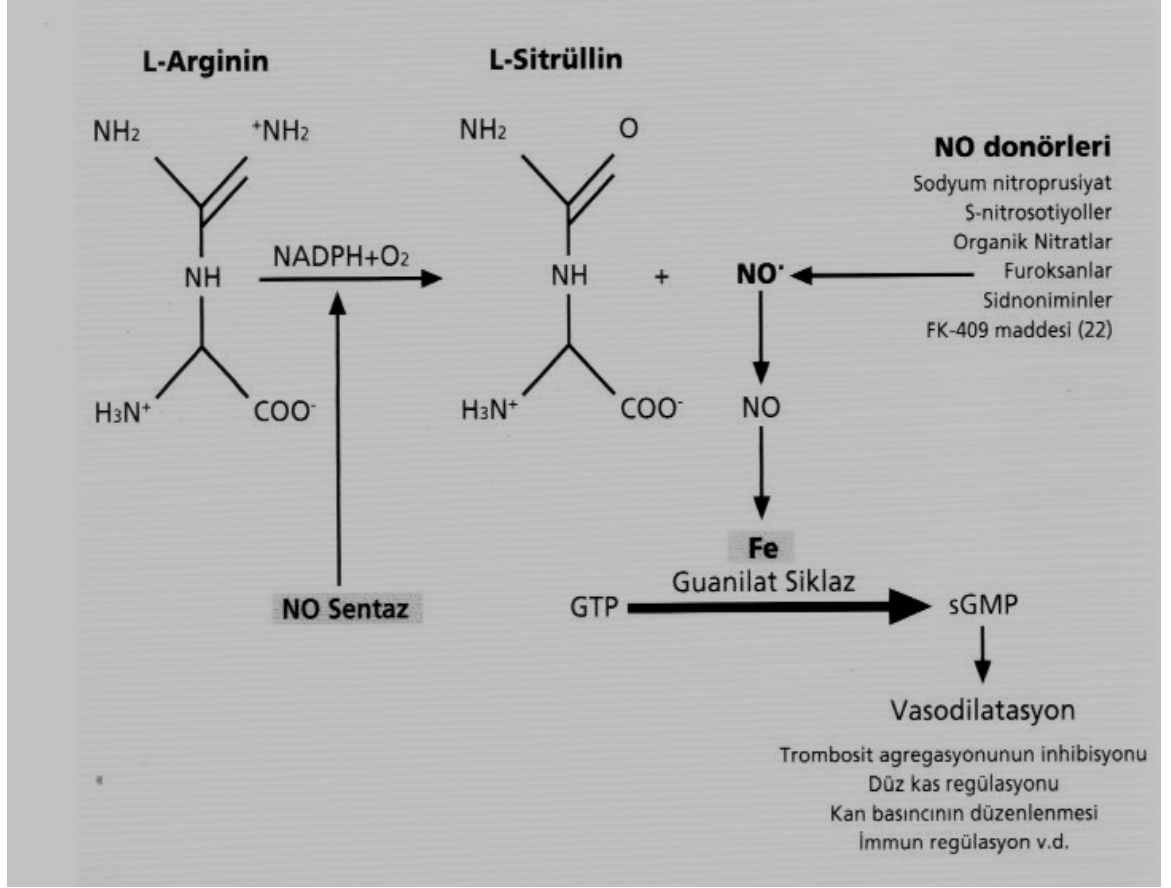 L-Arginin
L-Sitrüllin
NH₂
⁺NH₂
NH₂
O
NADPH+O₂
NH
NH
+
NO•
H₃N⁺
COO⁻
H₃N⁺
COO⁻
NO donörleri
Sodyum nitroprusiyat
S-nitrosotiyoller
Organik Nitratlar
Furoksanlar
Sidnoniminler
FK-409 maddesi (22)
NO
Fe
Guanilat Siklaz
NO Sentaz
GTP
sGMP
Vasodilatasyon
Trombosit agregasyonunun inhibisyonu
Düz kas regülasyonu
Kan basıncının düzenlenmesi
İmmun regülasyon v.d.